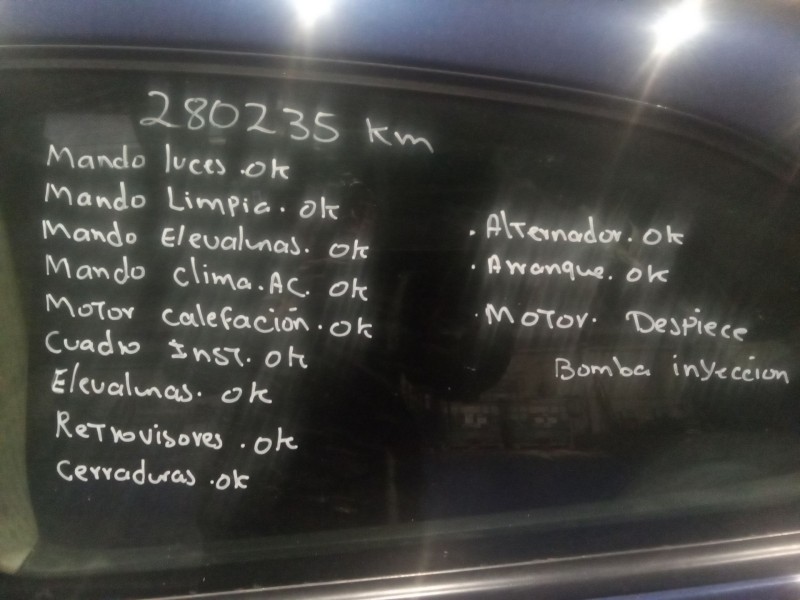 280235 km
Mando luces. ok
Mando Limpia. ok
Mando Elevalunas. ok
Mando clima. AC. ok
Motor calefación. ok
Cuadro Inst. ok
Elevalunas. ok
Retrovisores. ok
Cerraduras. ok
. Alternador. ok
. Arranque. ok
. Motor. Despiece
Bomba inyeccion